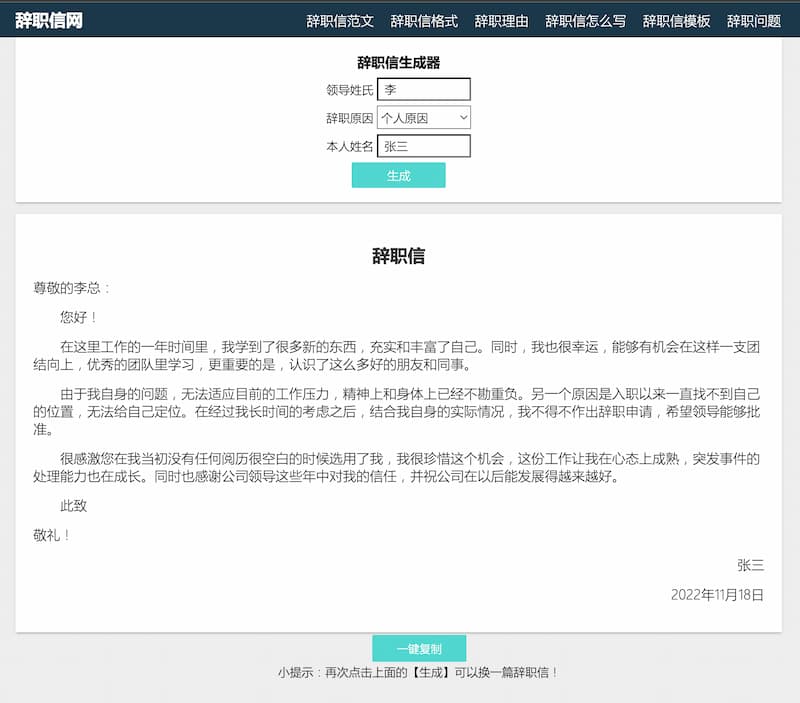 辞职信网
辞职信范文 辞职信格式 辞职理由 辞职信怎么写 辞职信模板 辞职问题
辞职信生成器
领导姓氏 李
辞职原因 个人原因
本人姓名 张三
生成
辞职信
尊敬的李总：
您好！
在这里工作的一年时间里，我学到了很多新的东西，充实和丰富了自己。同时，我也很幸运，能够有机会在这样一支团
结向上，优秀的团队里学习，更重要的是，认识了这么多好的朋友和同事。
由于我自身的问题，无法适应目前的工作压力，精神上和身体上已经不勘重负。另一个原因是入职以来一直找不到自己
的位置，无法给自己定位。在经过我长时间的考虑之后，结合我自身的实际情况，我不得不作出辞职申请，希望领导能够批
准。
很感激您在我当初没有任何阅历很空白的时候选用了我，我很珍惜这个机会，这份工作让我在心态上成熟，突发事件的
处理能力也在成长。同时也感谢公司领导这些年中对我的信任，并祝公司在以后能发展得越来越好。
此致
敬礼！
张三
2022年11月18日
一键复制
小提示：再次点击上面的【生成】可以换一篇辞职信！